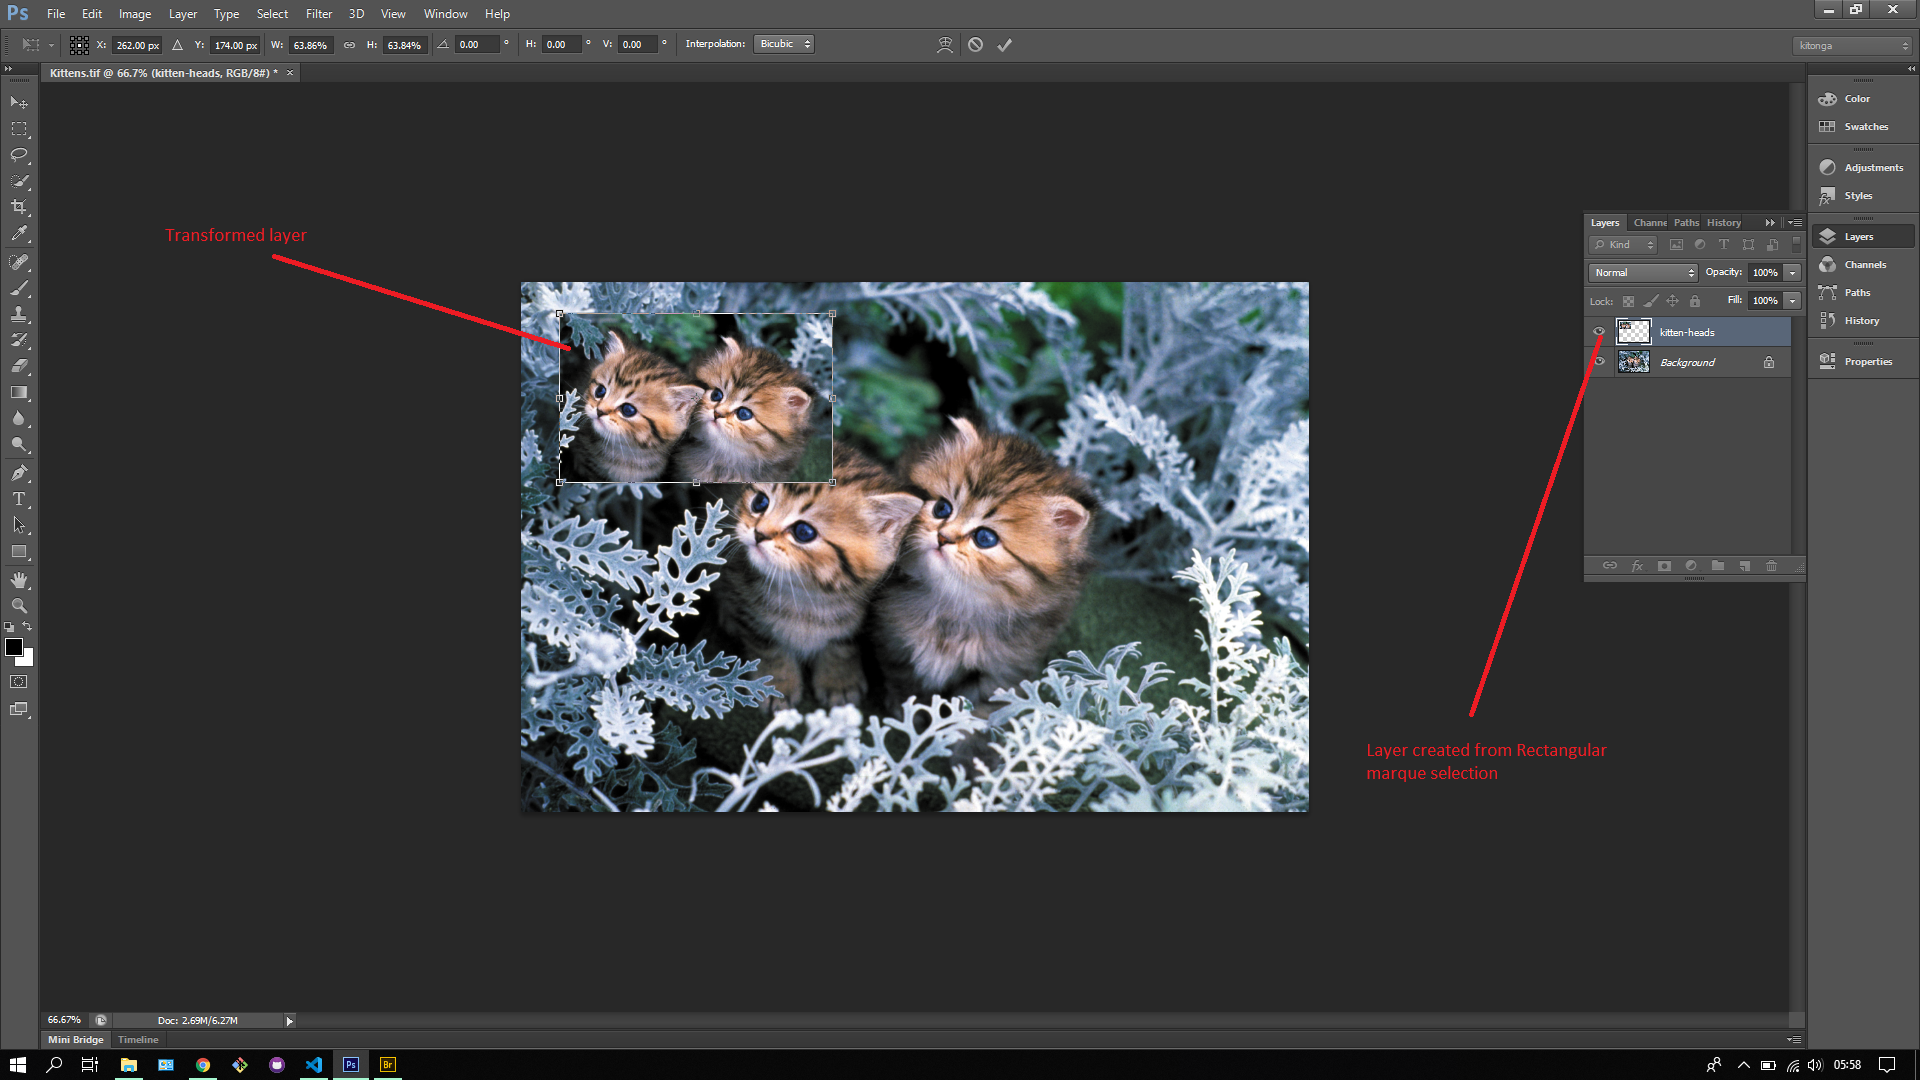 Ps File Edit Image Layer Type Select Filter 3D View Window Help
X: 262.00 px Y: 174.00 px W: 63.86% H: 63.84% 0.00 ° H: 0.00 ° V: 0.00 ° Interpolation: Bicubic kitonga
Kittens.tif @ 66.7% (kitten-heads, RGB/8#) * ×
Color
Swatches
Adjustments
Styles
Layers
Channels
Paths
History
Properties
Layers Channe Paths History
Kind
Normal Opacity: 100%
Lock: Fill: 100%
kitten-heads
Background
Transformed layer
Layer created from Rectangular
marque selection
66.67% Doc: 2.69M/6.27M
Mini Bridge Timeline
Ps Br 05:58